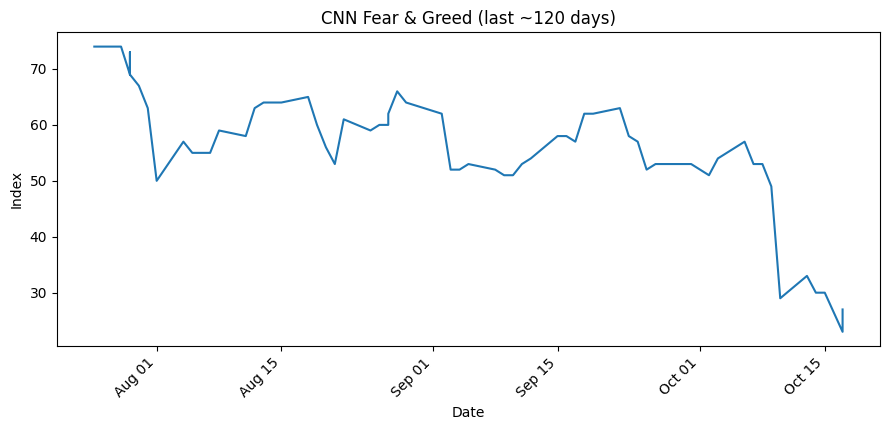 CNN Fear & Greed (last ~120 days)
Index
70
60
50
40
30
Aug 01
Aug 15
Sep 01
Sep 15
Oct 01
Oct 15
Date